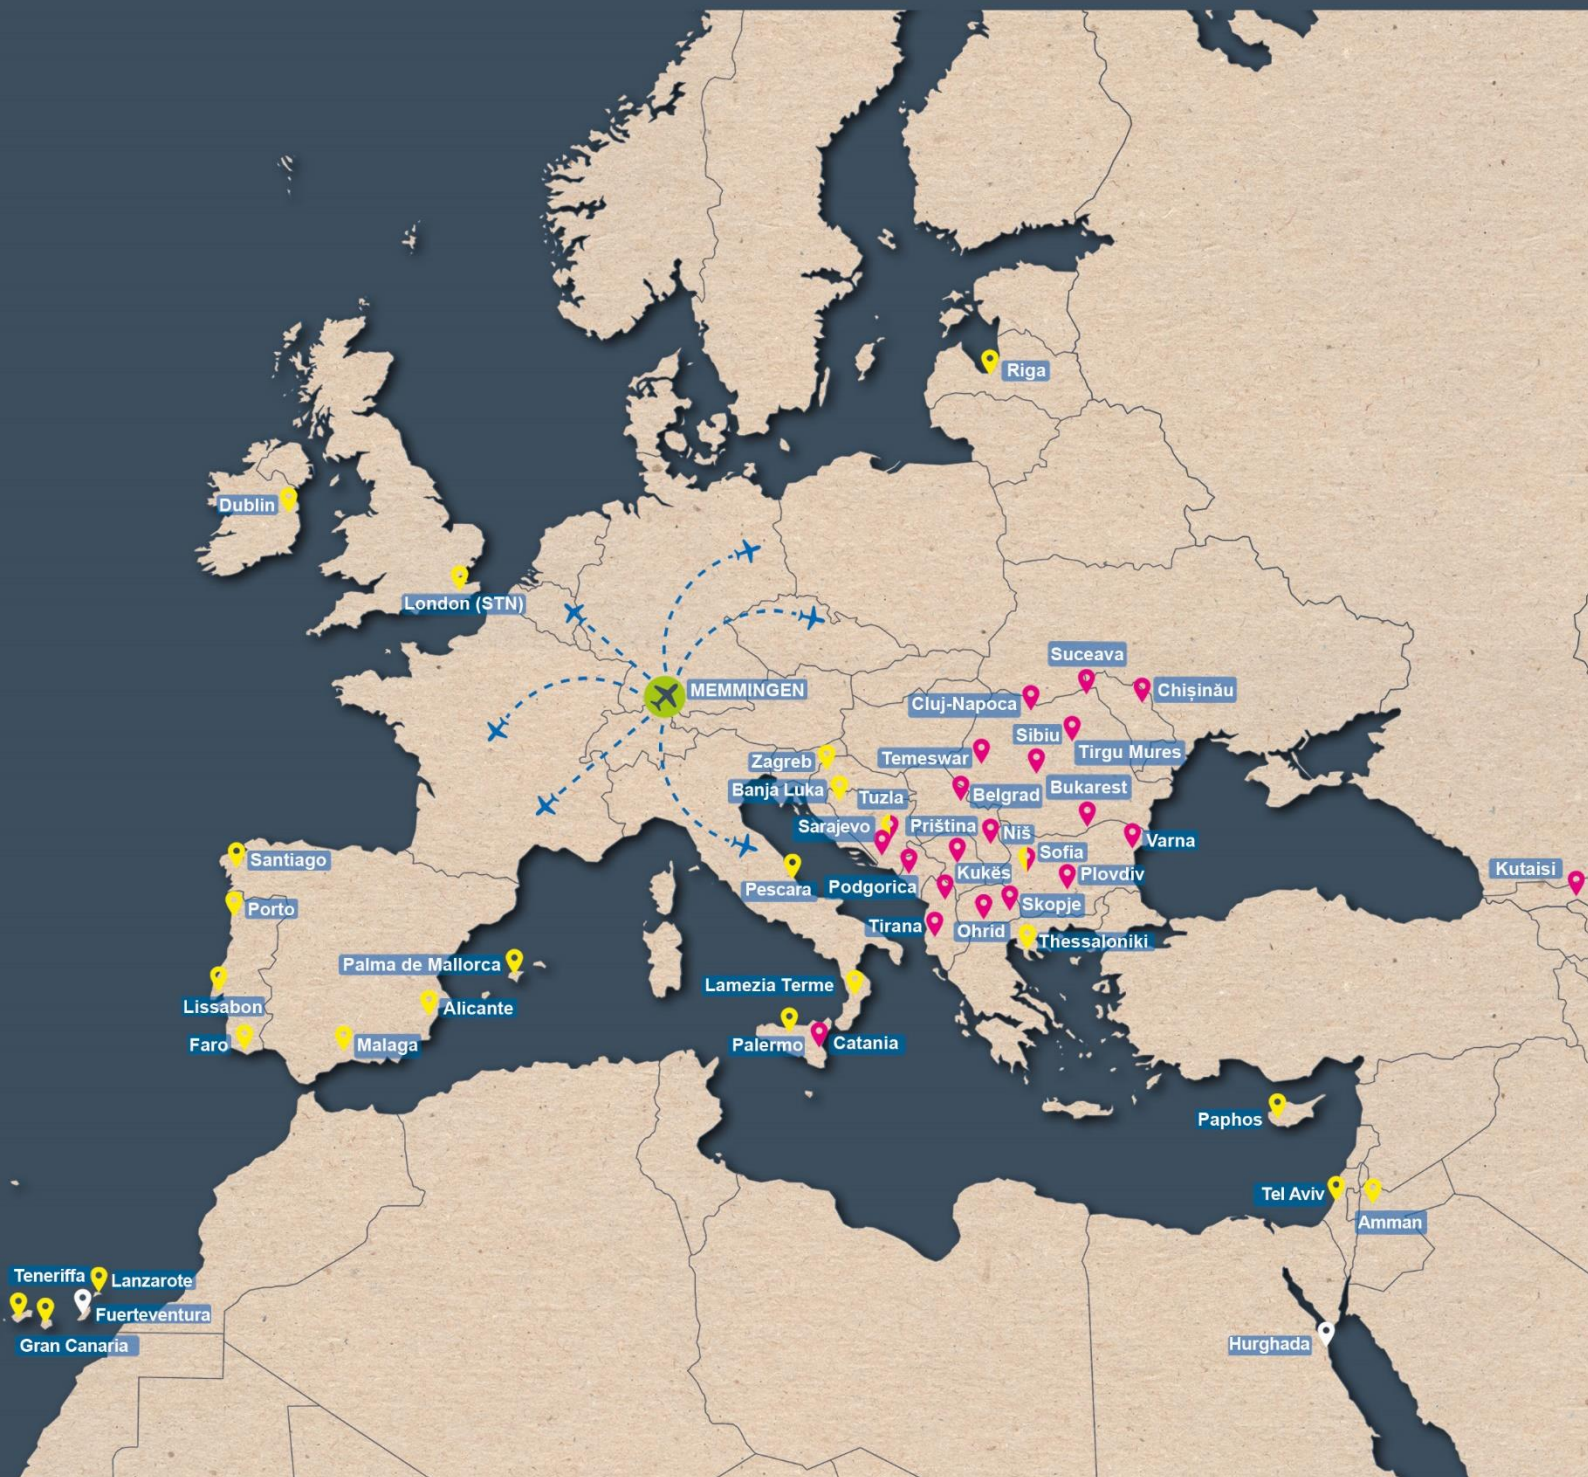 Riga
Dublin
London (STN)
Suceava
MEMMINGEN
Chișinău
Cluj-Napoca
Sibiu
Tirgu Mures
Temeswar
Zagreb
Banja Luka
Tuzla
Belgrad
Bukarest
Sarajevo
Priština
Niš
Varna
Sofia
Santiago
Kutaisi
Kukës
Plovdiv
Pescara
Podgorica
Porto
Skopje
Tirana
Ohrid
Thessaloniki
Palma de Mallorca
Lamezia Terme
Lissabon
Alicante
Faro
Malaga
Palermo
Catania
Paphos
Tel Aviv
Amman
Teneriffa
Lanzarote
Fuerteventura
Gran Canaria
Hurghada